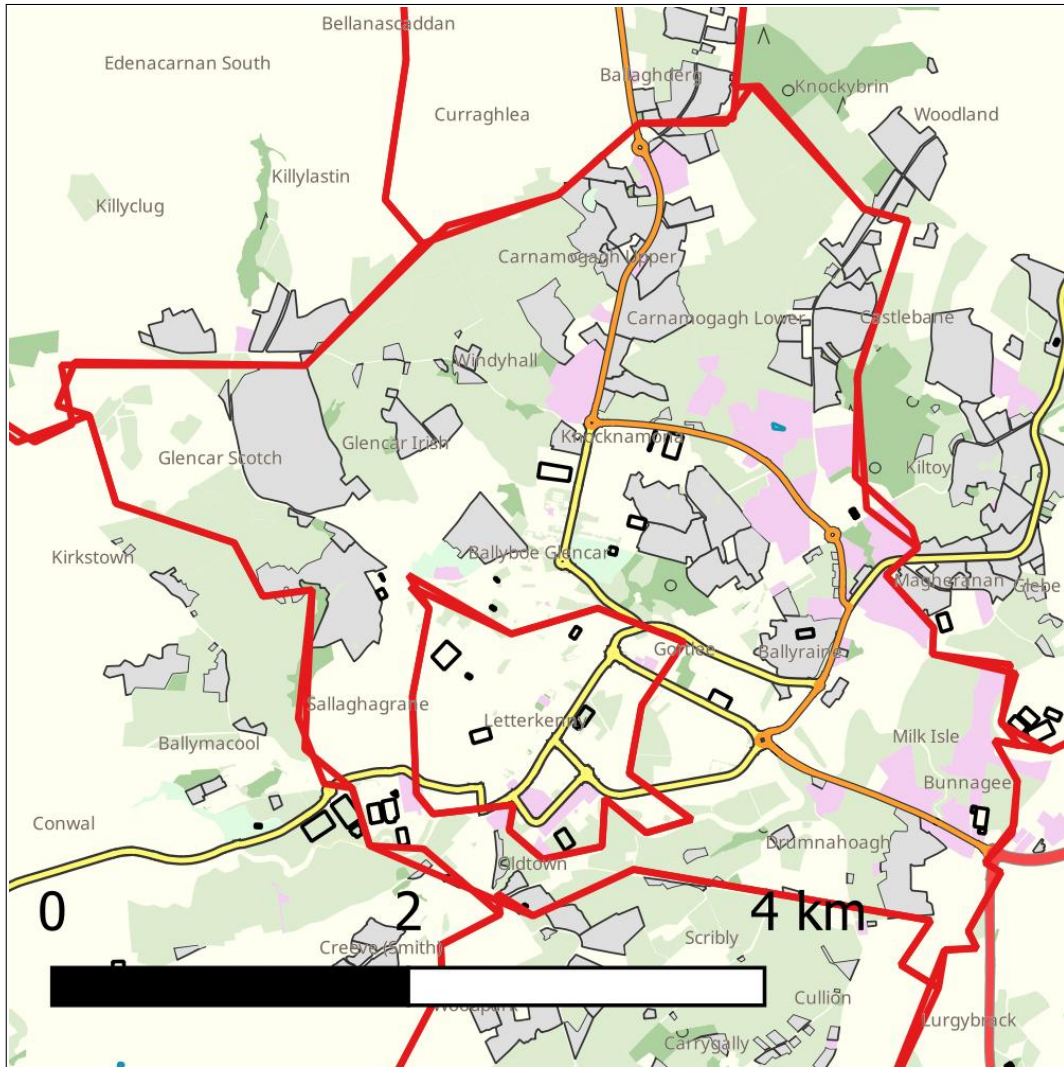 Bellanascaddan
Edenacarnan South
Ballaghderg
Knockybrin
Curraghlea
Woodland
Killylastin
Killyclug
Carnamogagh Upper
Carnamogagh Lower
Castlebane
Windyhall
Knocknamona
Glencar Irish
Glencar Scotch
Kiltoy
Ballyboe Glencar
Kirkstown
Magheranan
Glebe
Gortlee
Ballyraine
Sallaghagrane
Letterkenny
Ballymacool
Milk Isle
Bunnagee
Conwal
Drumnahoagh
Oldtown
0
2
4 km
Scribly
Creeve (Smith)
Cullion
Woodpark
Lurgybrack
Carrygally